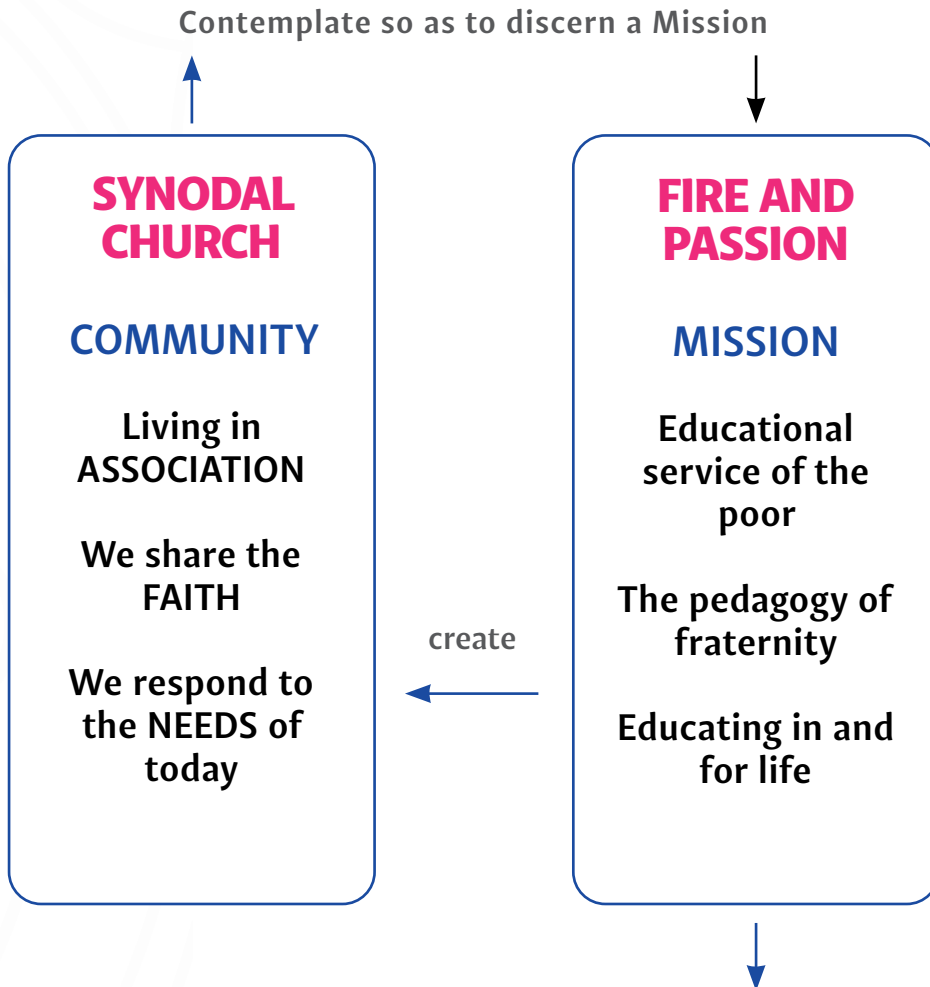 Contemplate so as to discern a Mission
SYNODAL
CHURCH
COMMUNITY
Living in
ASSOCIATION
We share the
FAITH
We respond to
the NEEDS of
today
create
FIRE AND
PASSION
MISSION
Educational
service of the
poor
The pedagogy of
fraternity
Educating in and
for life